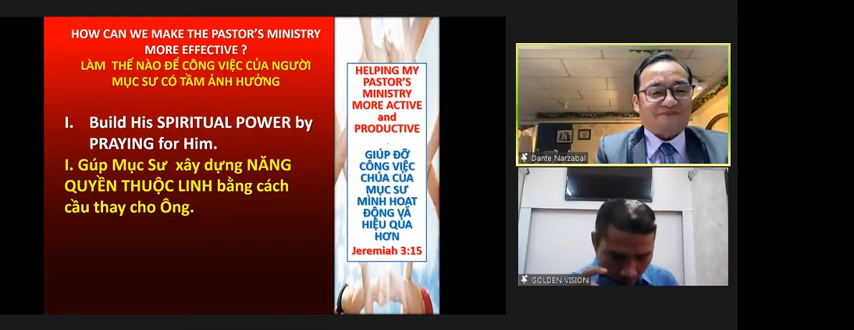 HOW CAN WE MAKE THE PASTOR'S MINISTRY
MORE EFFECTIVE ?
LÀM THẾ NÀO ĐỂ CÔNG VIỆC CỦA NGƯỜI
MỤC SƯ CÓ TẦM ẢNH HƯỞNG
I. Build His SPIRITUAL POWER by
PRAYING for Him.
I. Gúp Mục Sư xây dựng NĂNG
QUYỀN THUỘC LINH bằng cách
cầu thay cho Ông.
HELPING MY
PASTOR'S
MINISTRY
MORE ACTIVE
and
PRODUCTIVE
GIÚP ĐỠ
CÔNG VIỆC
CHÚA CỦA
MỤC SƯ
MÌNH HOẠT
ĐỘNG VÀ
HIỆU QỦA
HƠN
Jeremiah 3:15
Dante Narzabal
GOLDEN VISION